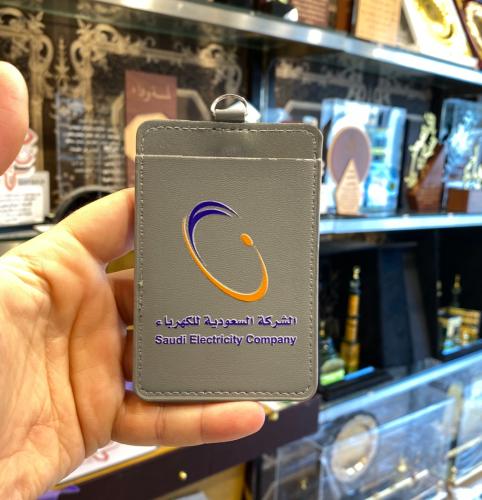 الشركة السعودية للكهرباء
Saudi Electricity Company